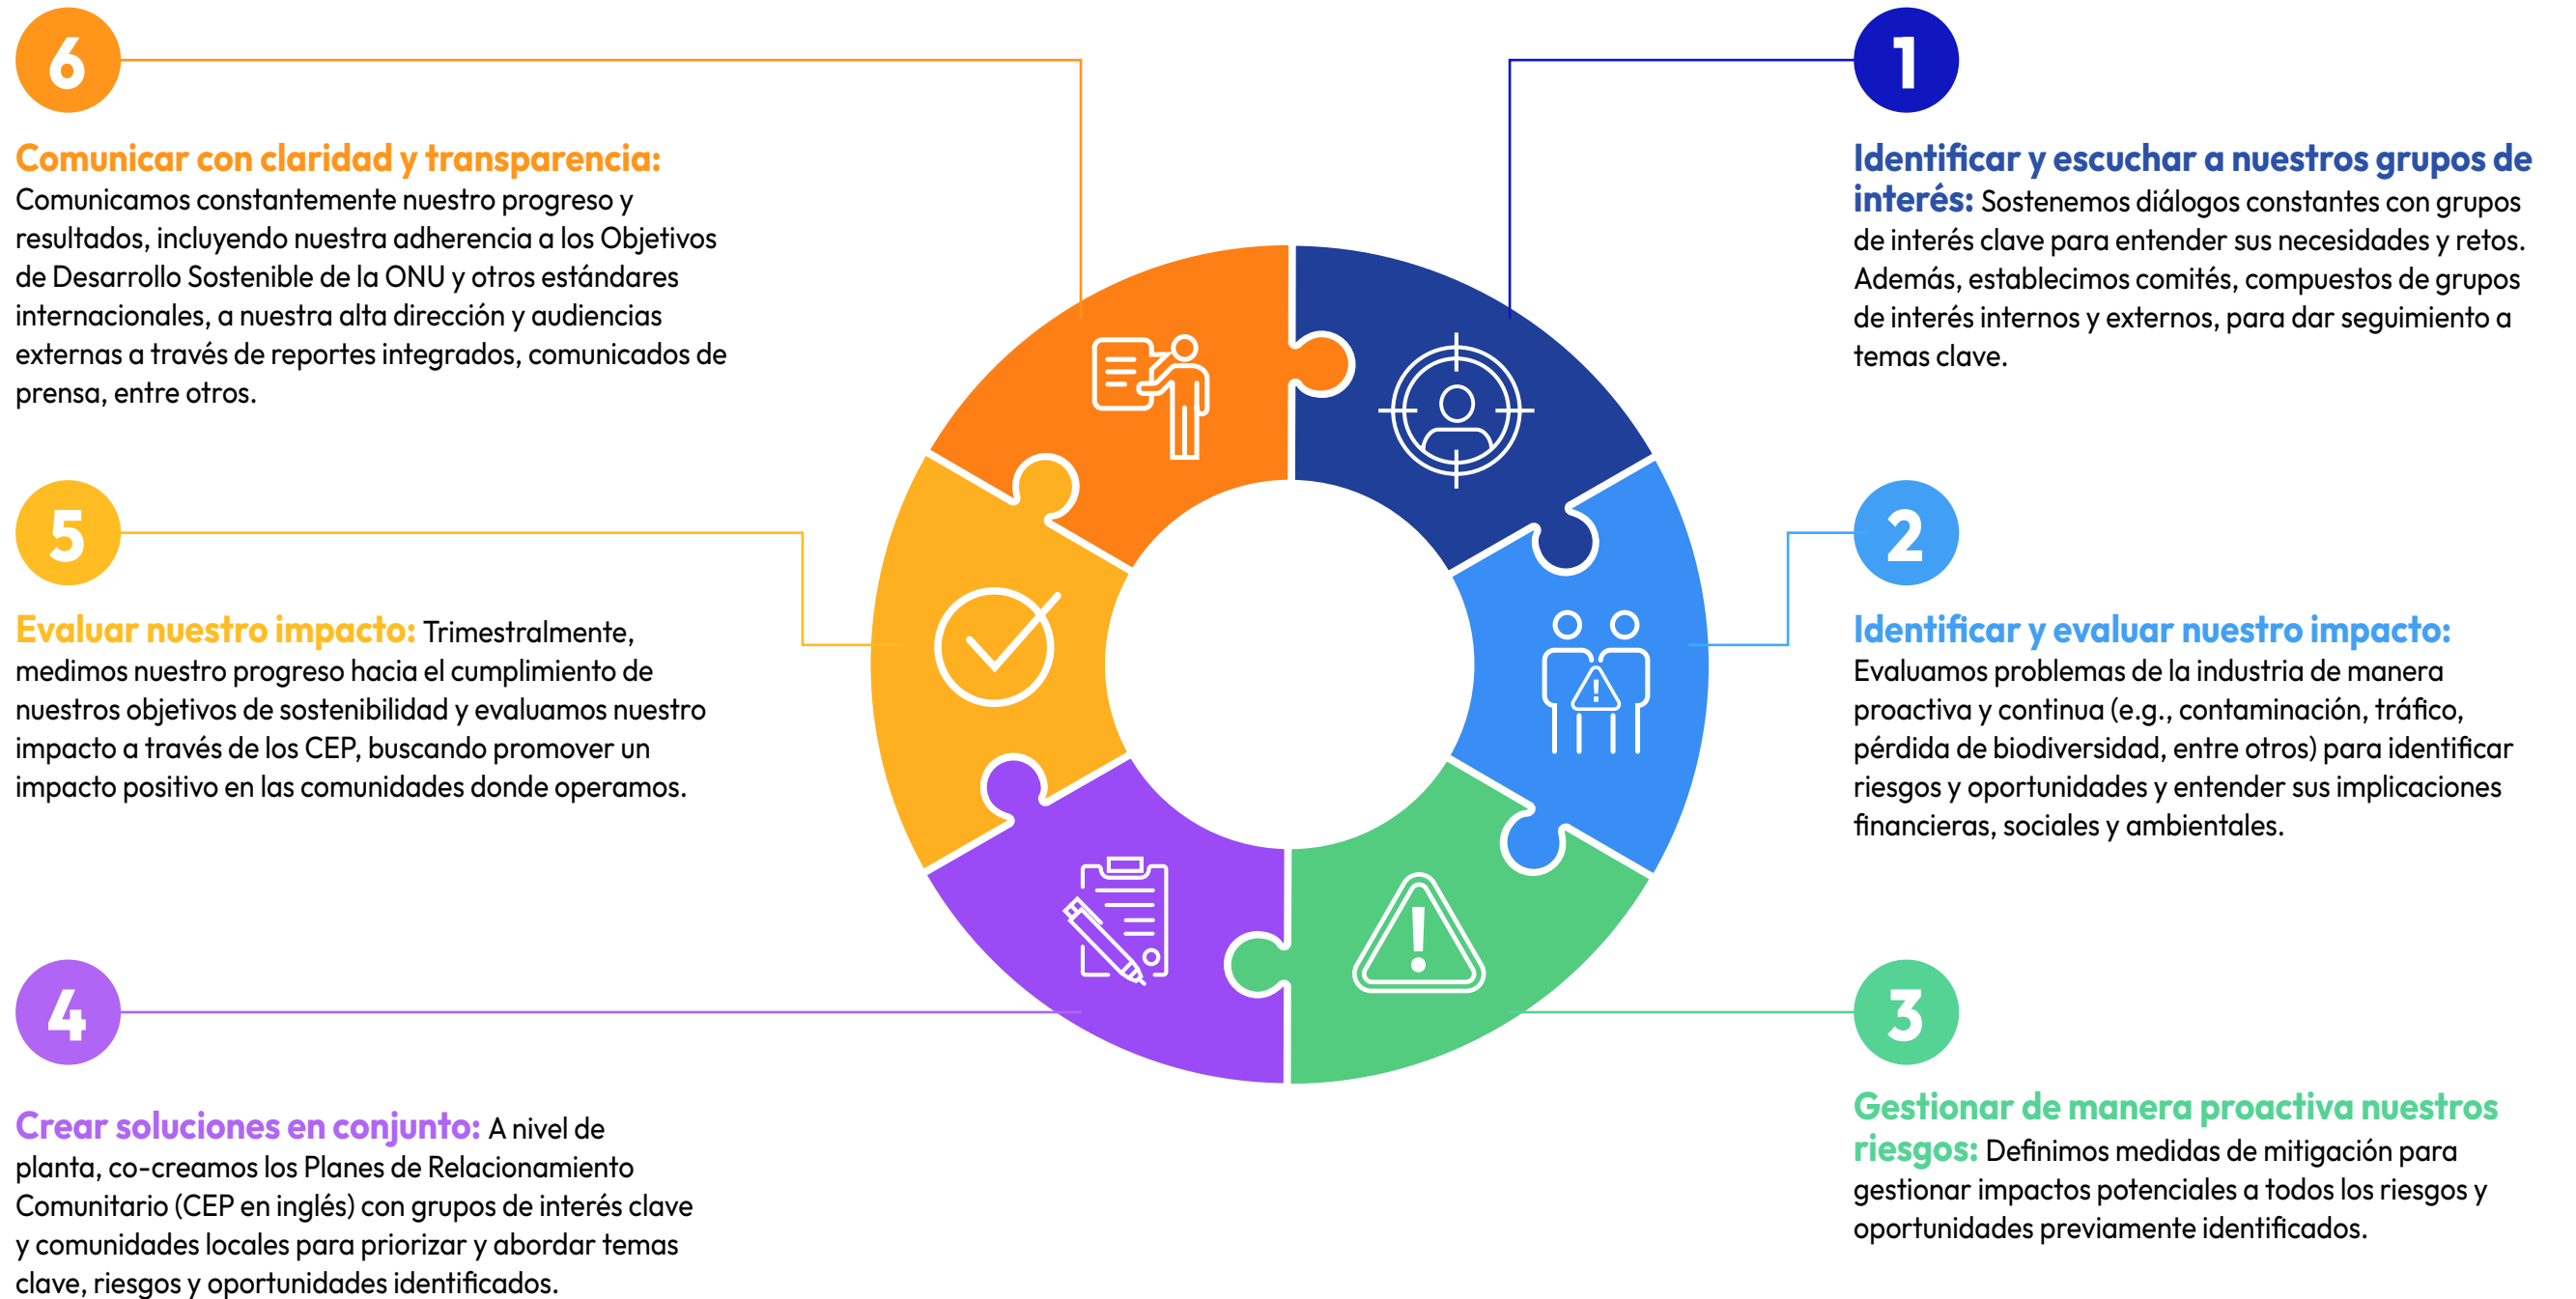 1
Identificar y escuchar a nuestros grupos de
interés: Sostenemos diálogos constantes con grupos
de interés clave para entender sus necesidades y retos.
Además, establecimos comités, compuestos de grupos
de interés internos y externos, para dar seguimiento a
temas clave.
2
Identificar y evaluar nuestro impacto:
Evaluamos problemas de la industria de manera
proactiva y continua (e.g., contaminación, tráfico,
pérdida de biodiversidad, entre otros) para identificar
riesgos y oportunidades y entender sus implicaciones
financieras, sociales y ambientales.
3
Gestionar de manera proactiva nuestros
riesgos: Definimos medidas de mitigación para
gestionar impactos potenciales a todos los riesgos y
oportunidades previamente identificados.
4
Crear soluciones en conjunto: A nivel de
planta, co-creamos los Planes de Relacionamiento
Comunitario (CEP en inglés) con grupos de interés clave
y comunidades locales para priorizar y abordar temas
clave, riesgos y oportunidades identificados.
5
Evaluar nuestro impacto: Trimestralmente,
medimos nuestro progreso hacia el cumplimiento de
nuestros objetivos de sostenibilidad y evaluamos nuestro
impacto a través de los CEP, buscando promover un
impacto positivo en las comunidades donde operamos.
6
Comunicar con claridad y transparencia:
Comunicamos constantemente nuestro progreso y
resultados, incluyendo nuestra adherencia a los Objetivos
de Desarrollo Sostenible de la ONU y otros estándares
internacionales, a nuestra alta dirección y audiencias
externas a través de reportes integrados, comunicados de
prensa, entre otros.